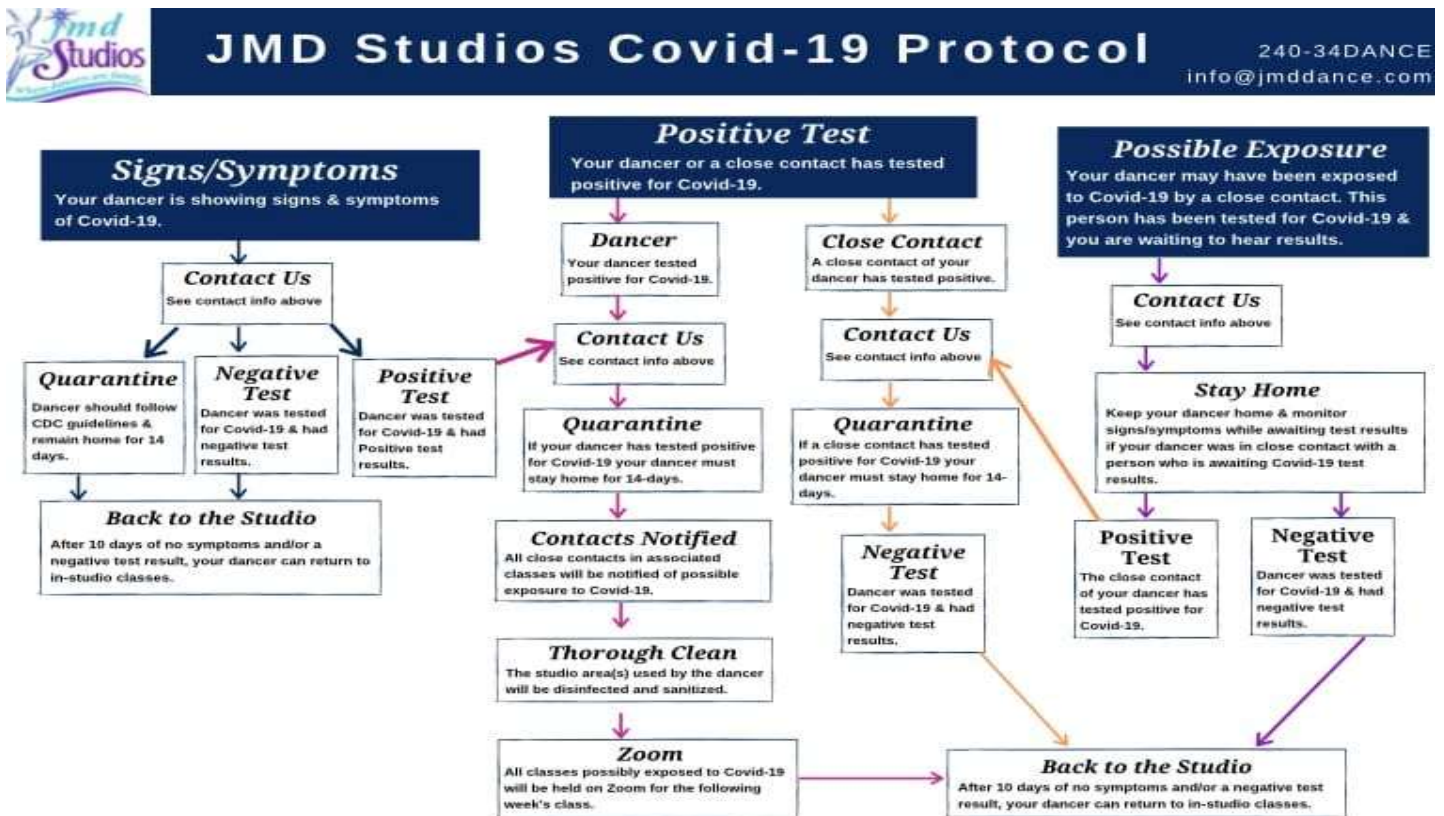 Jmd
Studios
JMD Studios Covid-19 Protocol
240-34DANCE
info@jmddance.com
Signs/Symptoms
Your dancer is showing signs & symptoms
of Covid-19.
Contact Us
See contact info above
Quarantine
Dancer should follow
CDC guidelines &
remain home for 14
days.
Negative
Test
Dancer was tested
for Covid-19 & had
negative test
results.
Positive
Test
Dancer was tested
for Covid-19 & had
Positive test
results.
Back to the Studio
After 10 days of no symptoms and/or a
negative test result, your dancer can return to
in-studio classes.
Positive Test
Your dancer or a close contact has tested
positive for Covid-19.
Dancer
Your dancer tested
positive for Covid-19.
Contact Us
See contact info above
Quarantine
If your dancer has tested positive
for Covid-19 your dancer must
stay home for 14-days.
Contacts Notified
All close contacts in associated
classes will be notified of possible
exposure to Covid-19.
Thorough Clean
The studio area(s) used by the dancer
will be disinfected and sanitized.
Zoom
All classes possibly exposed to Covid-19
will be held on Zoom for the following
week's class.
Close Contact
A close contact of your
dancer has tested positive.
Contact Us
See contact info above
Quarantine
If a close contact has tested
positive for Covid-19 your
dancer must stay home for 14-
days.
Negative
Test
Dancer was tested
for Covid-19 & had
negative test
results.
Possible Exposure
Your dancer may have been exposed
to Covid-19 by a close contact. This
person has been tested for Covid-19 &
you are waiting to hear results.
Contact Us
See contact info above
Stay Home
Keep your dancer home & monitor
signs/symptoms while awaiting test results
if your dancer was in close contact with a
person who is awaiting Covid-19 test
results.
Positive
Test
The close contact
of your dancer has
tested positive for
Covid-19.
Negative
Test
Dancer was tested
for Covid-19 & had
negative test
results.
Back to the Studio
After 10 days of no symptoms and/or a negative test
result, your dancer can return to in-studio classes.